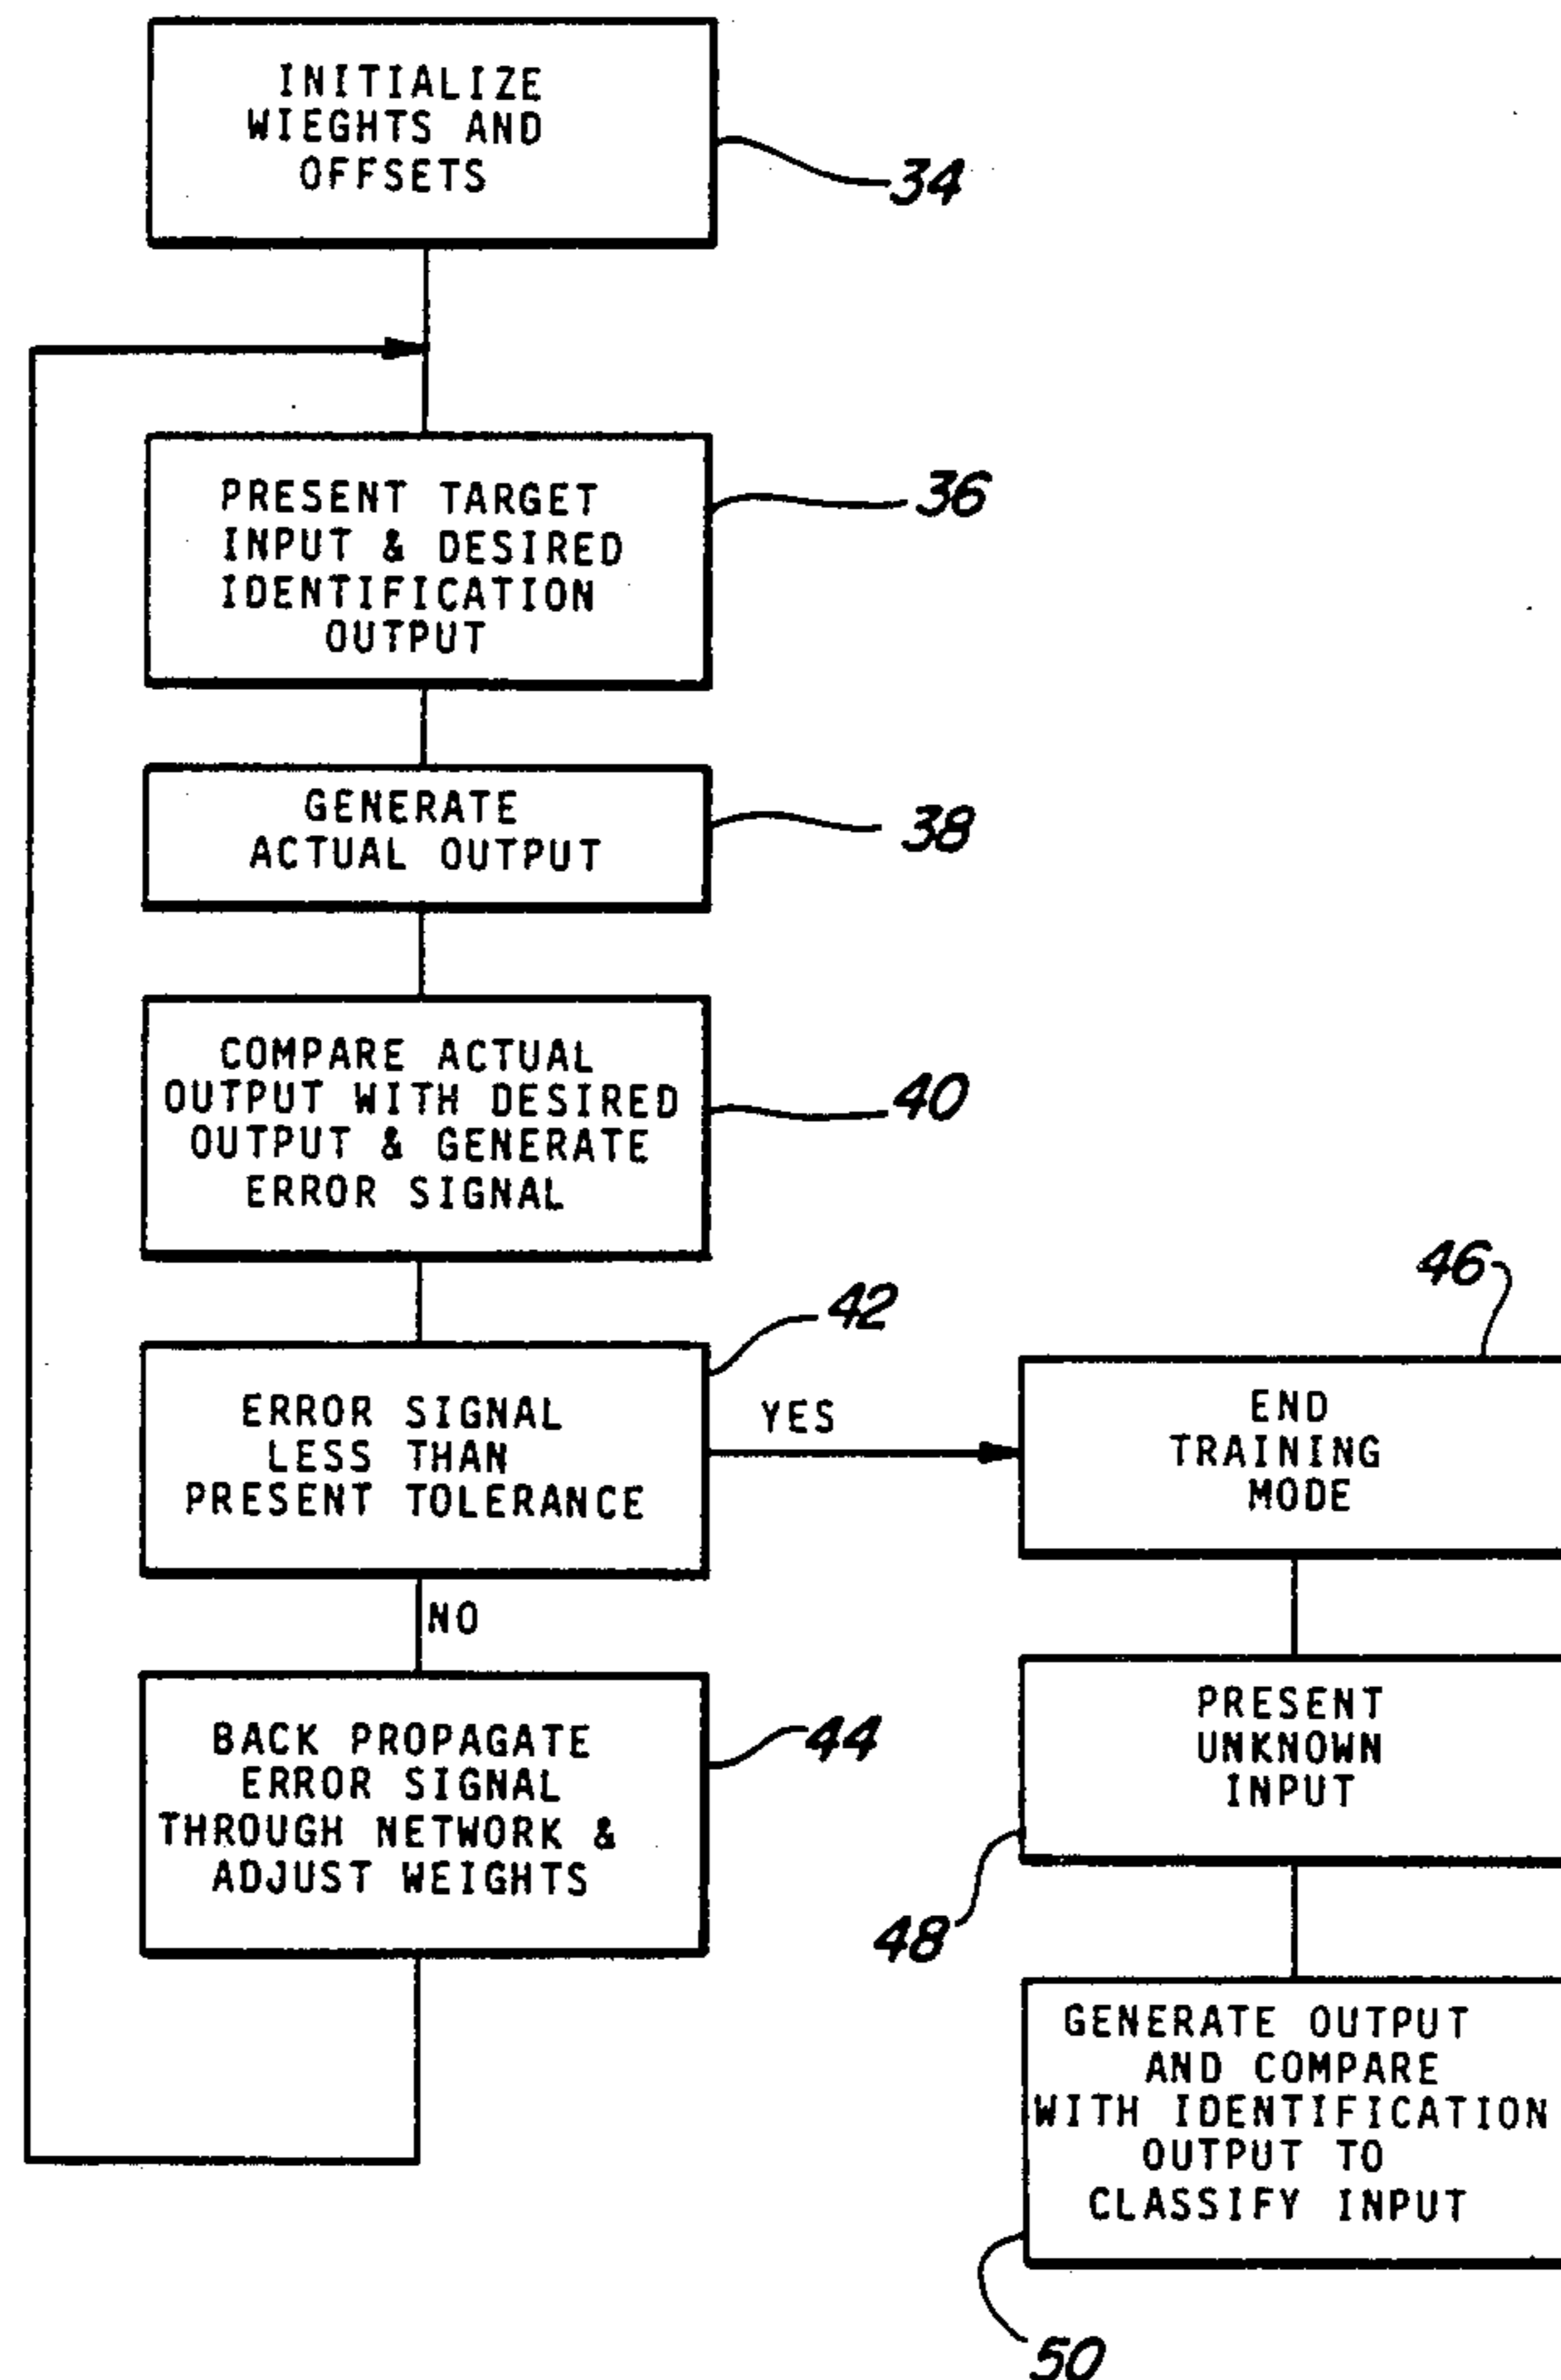 INITIALIZE
WIEGHTS AND
OFFSETS
34
PRESENT TARGET
INPUT & DESIRED
IDENTIFICATION
OUTPUT
36
GENERATE
ACTUAL OUTPUT
38
COMPARE ACTUAL
OUTPUT WITH DESIRED
OUTPUT & GENERATE
ERROR SIGNAL
40
ERROR SIGNAL
LESS THAN
PRESENT TOLERANCE
42
YES
NO
BACK PROPAGATE
ERROR SIGNAL
THROUGH NETWORK &
ADJUST WEIGHTS
44
46
END
TRAINING
MODE
PRESENT
UNKNOWN
INPUT
48
GENERATE OUTPUT
AND COMPARE
WITH IDENTIFICATION
OUTPUT TO
CLASSIFY INPUT
50